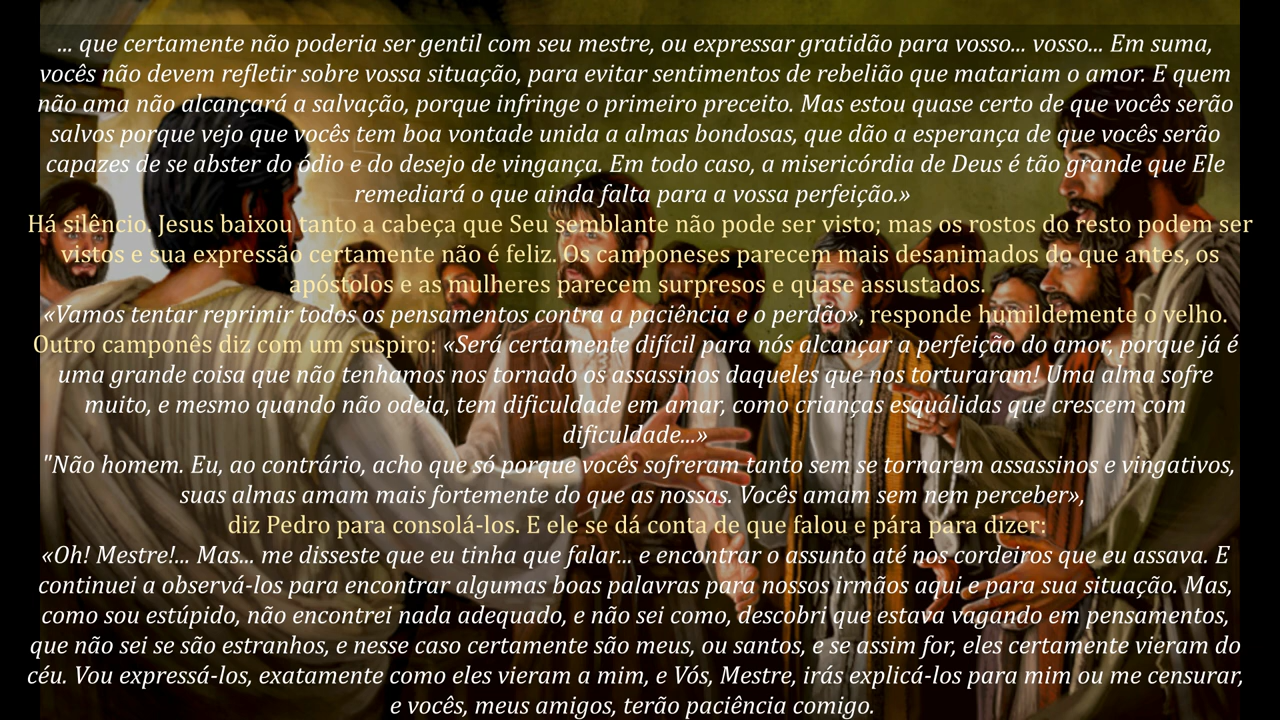 ... que certamente não poderia ser gentil com seu mestre, ou expressar gratidão para vosso... vosso... Em suma,
vocês não devem refletir sobre vossa situação, para evitar sentimentos de rebelião que matariam o amor. E quem
não ama não alcançará a salvação, porque infringe o primeiro preceito. Mas estou quase certo de que vocês serão
salvos porque vejo que vocês tem boa vontade unida a almas bondosas, que dão a esperança de que vocês serão
capazes de se abster do ódio e do desejo de vingança. Em todo caso, a misericórdia de Deus é tão grande que Ele
remediará o que ainda falta para a vossa perfeição.»
Há silêncio. Jesus baixou tanto a cabeça que Seu semblante não pode ser visto; mas os rostos do resto podem ser
vistos e sua expressão certamente não é feliz. Os camponeses parecem mais desanimados do que antes, os
apóstolos e as mulheres parecem surpresos e quase assustados.
«Vamos tentar reprimir todos os pensamentos contra a paciência e o perdão», responde humildemente o velho.
Outro camponês diz com um suspiro: «Será certamente difícil para nós alcançar a perfeição do amor, porque já é
uma grande coisa que não tenhamos nos tornado os assassinos daqueles que nos torturaram! Uma alma sofre
muito, e mesmo quando não odeia, tem dificuldade em amar, como crianças esquálidas que crescem com
dificuldade...»
"Não homem. Eu, ao contrário, acho que só porque vocês sofreram tanto sem se tornarem assassinos e vingativos,
suas almas amam mais fortemente do que as nossas. Vocês amam sem nem perceber»,
diz Pedro para consolá-los. E ele se dá conta de que falou e pára para dizer:
«Oh! Mestre!... Mas... me disseste que eu tinha que falar... e encontrar o assunto até nos cordeiros que eu assava. E
continuei a observá-los para encontrar algumas boas palavras para nossos irmãos aqui e para sua situação. Mas,
como sou estúpido, não encontrei nada adequado, e não sei como, descobri que estava vagando em pensamentos,
que não sei se são estranhos, e nesse caso certamente são meus, ou santos, e se assim for, eles certamente vieram do
céu. Vou expressá-los, exatamente como eles vieram a mim, e Vós, Mestre, irás explicá-los para mim ou me censurar,
e vocês, meus amigos, terão paciência comigo.